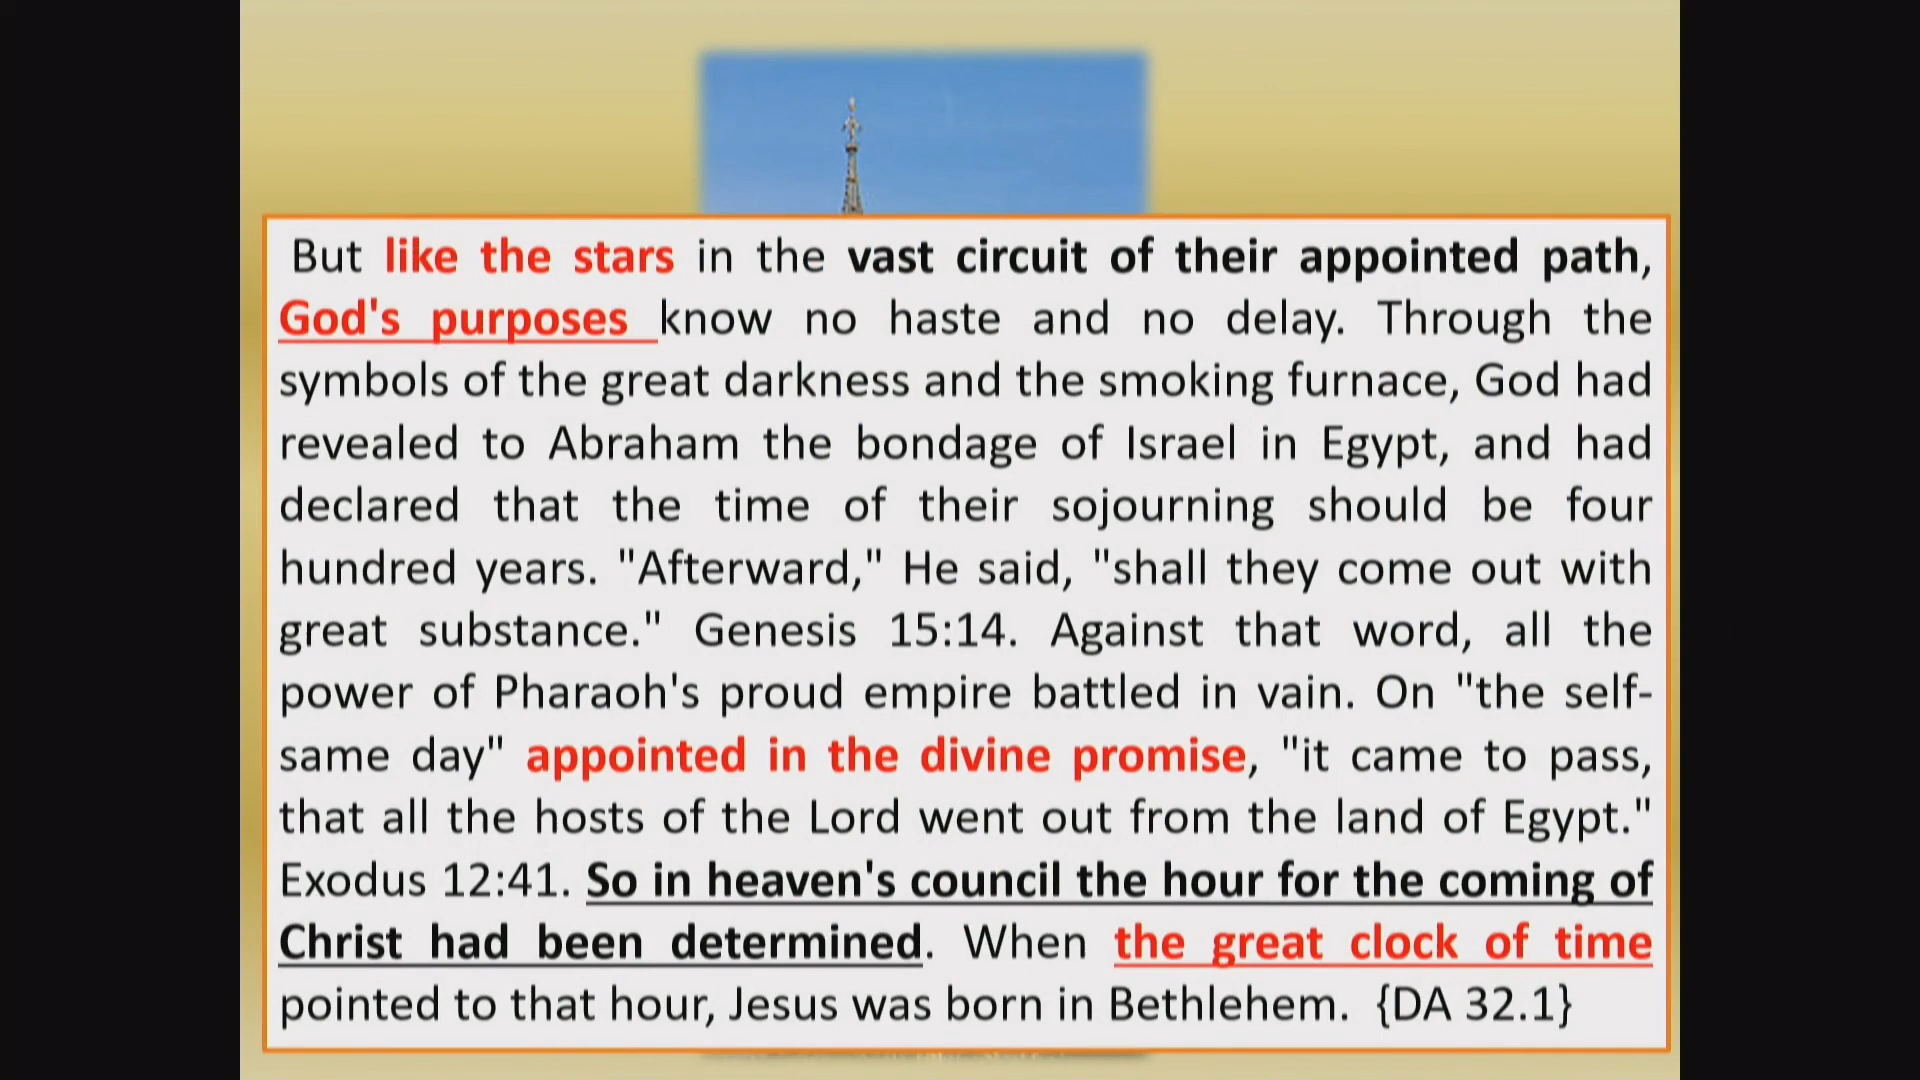 But like the stars in the vast circuit of their appointed path,
God's purposes know no haste and no delay. Through the
symbols of the great darkness and the smoking furnace, God had
revealed to Abraham the bondage of Israel in Egypt, and had
declared that the time of their sojourning should be four
hundred years. "Afterward," He said, "shall they come out with
great substance." Genesis 15:14. Against that word, all the
power of Pharaoh's proud empire battled in vain. On "the self-
same day" appointed in the divine promise, "it came to pass,
that all the hosts of the Lord went out from the land of Egypt."
Exodus 12:41. So in heaven's council the hour for the coming of
Christ had been determined. When the great clock of time
pointed to that hour, Jesus was born in Bethlehem. {DA 32.1}